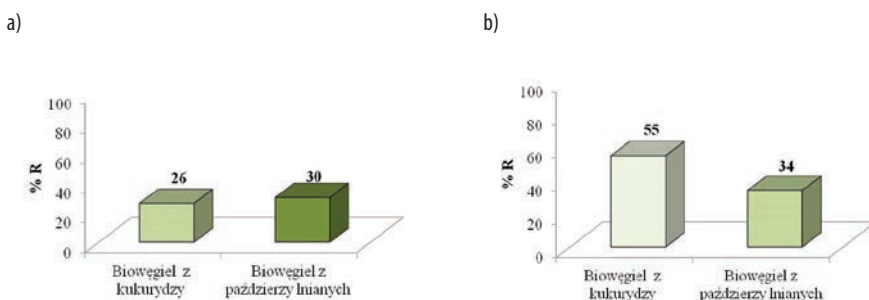 a)
b)
100
80
60
40
20
0
% R
26
30
Biowęgiel z
kukurydzy
Biowęgiel z
paździerzy lnianych
100
80
60
40
20
0
% R
55
34
Biowęgiel z
kukurydzy
Biowęgiel z
paździerzy lnianych